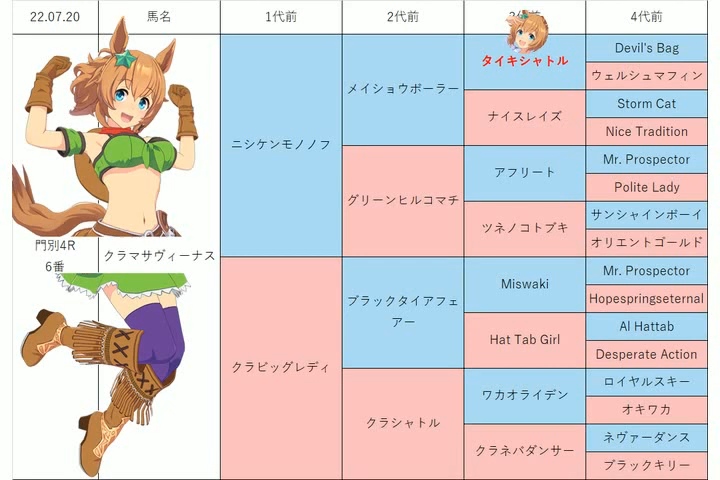 22.07.20
馬名
1代前
2代前
3代前
4代前
門別4R
6番
クラマサヴィーナス
ニシケンモノノフ
クラビッグレディ
メイショウボーラー
グリーンヒルコマチ
ブラックタイアフェ
アー
クラシャトル
タイキシャトル
ナイスレイズ
アフリート
ツネノコトブキ
Miswaki
Hat Tab Girl
ワカオライデン
クラネバダンサー
Devil's Bag
ウェルシュマフィン
Storm Cat
Nice Tradition
Mr. Prospector
Polite Lady
サンシャインボーイ
オリエントゴールド
Mr. Prospector
Hopespringseternal
Al Hattab
Desperate Action
ロイヤルスキー
オキワカ
ネヴァーダンス
ブラックキリー